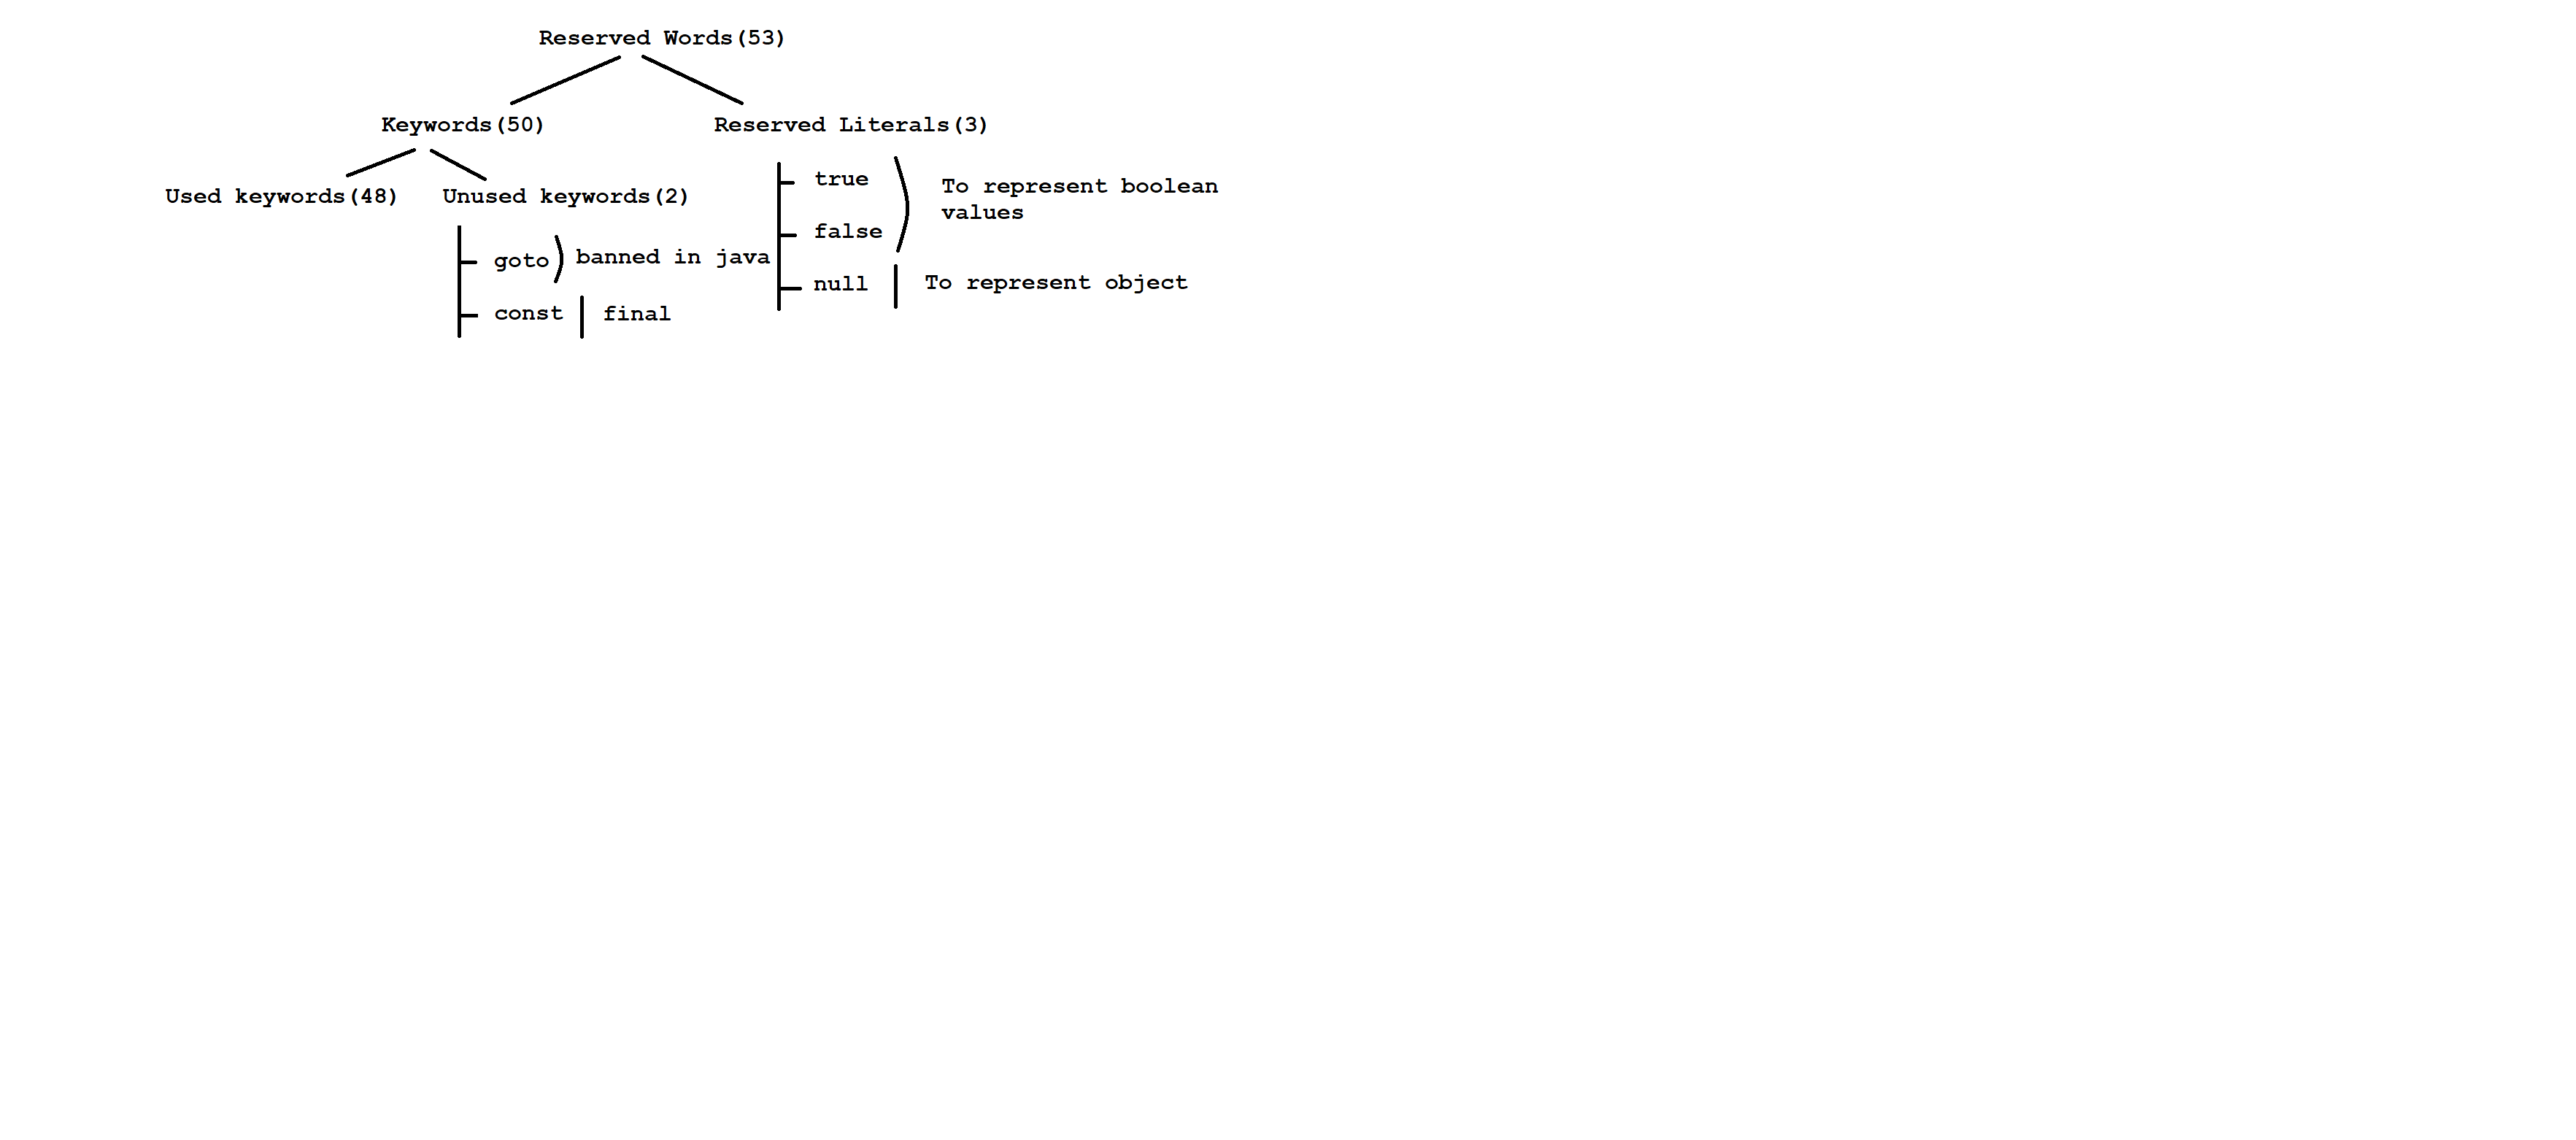 Reserved Words(53)
Keywords(50)
Reserved Literals(3)
Used keywords(48)
Unused keywords(2)
goto
banned in java
const
final
true
false
To represent boolean
values
null
To represent object